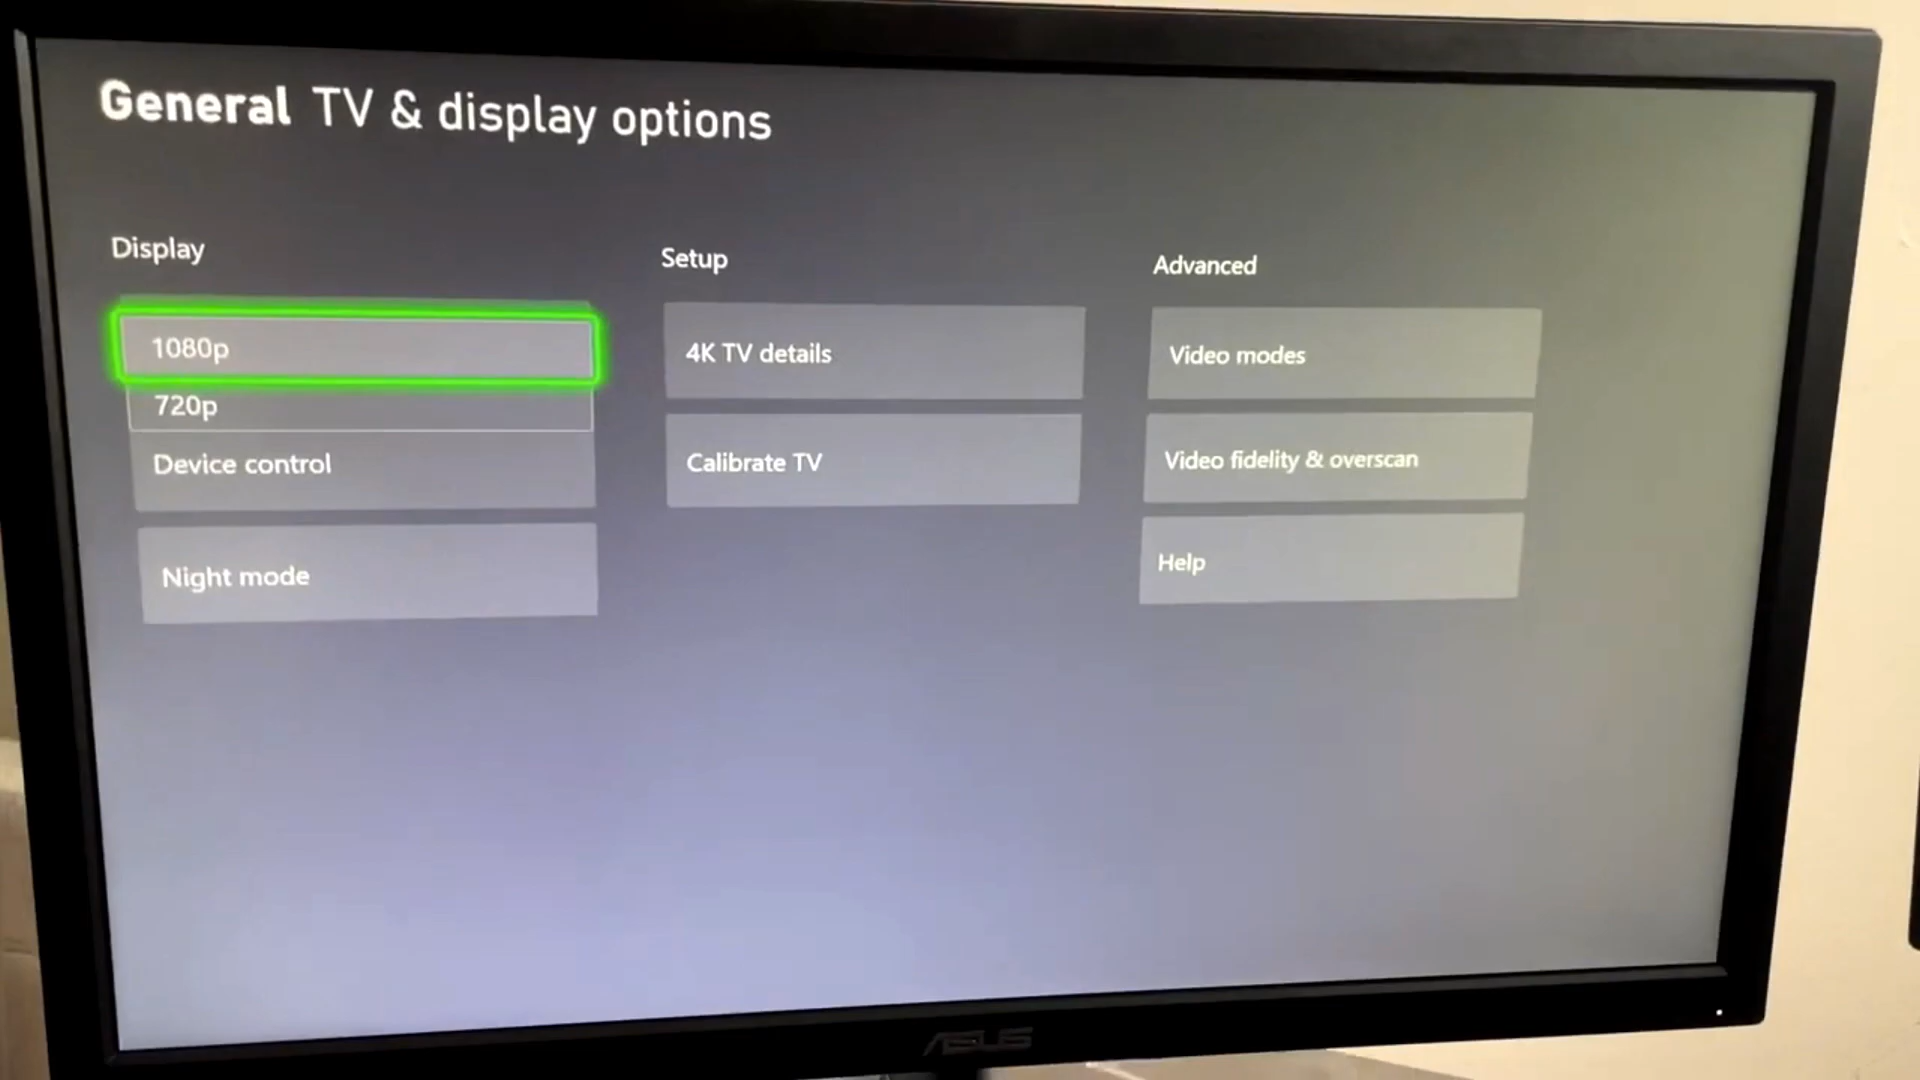 General TV & display options
Display
1080p
720p
Device control
Night mode
Setup
4K TV details
Calibrate TV
Advanced
Video modes
Video fidelity & overscan
Help
ASUS